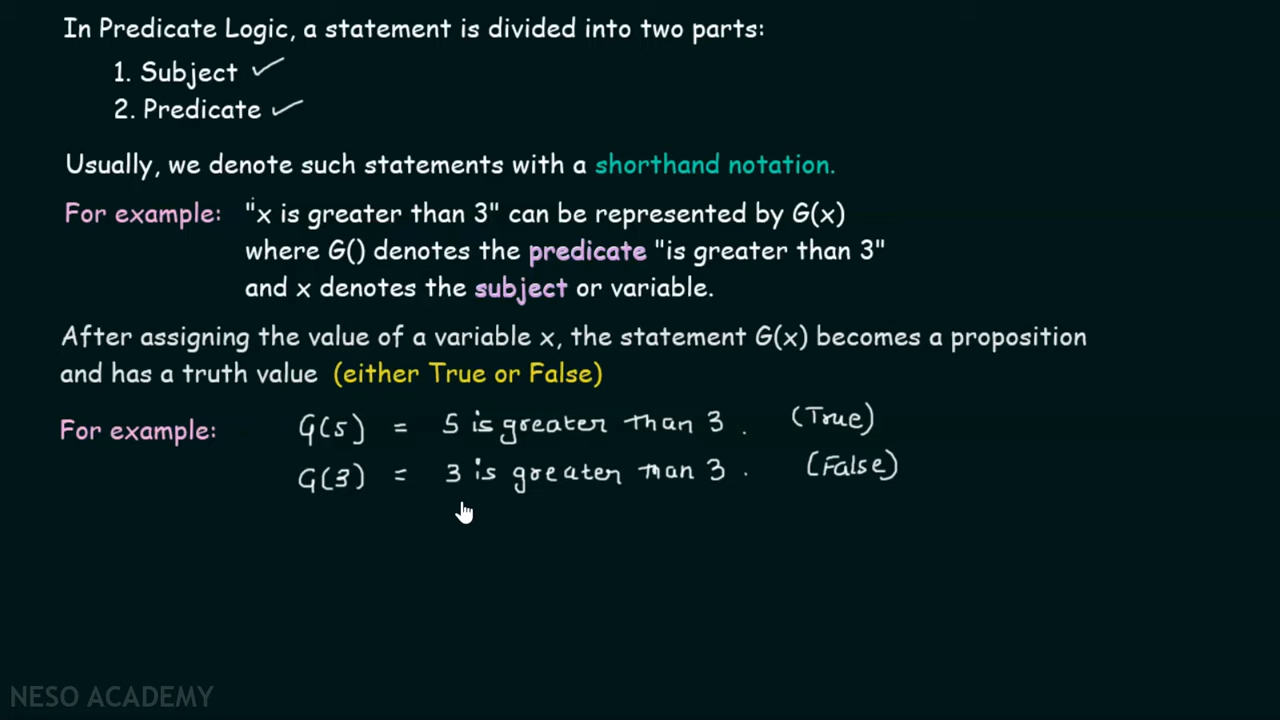 In Predicate Logic, a statement is divided into two parts:
1. Subject ✓
2. Predicate ✓
Usually, we denote such statements with a shorthand notation.
For example: "x is greater than 3" can be represented by G(x)
where G() denotes the predicate "is greater than 3"
and x denotes the subject or variable.
After assigning the value of a variable x, the statement G(x) becomes a proposition
and has a truth value (either True or False)
For example: G(5) = 5 is greater than 3. (True)
G(3) = 3 is greater than 3. (False)
NESO ACADEMY